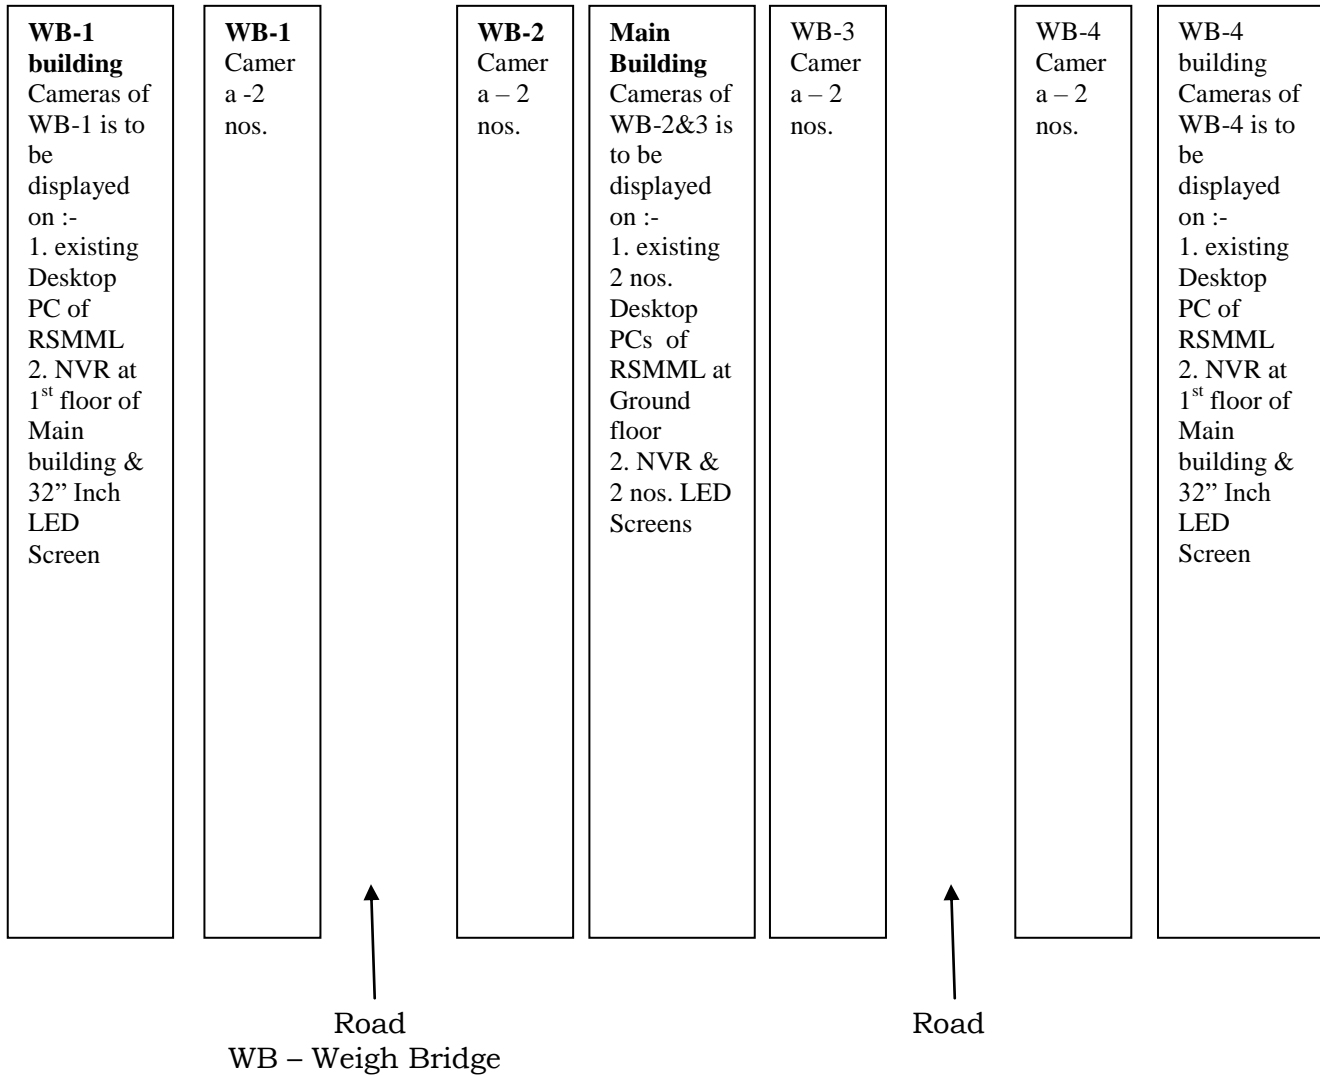 WB-1
building
Cameras of
WB-1 is to
be
displayed
on :-
1. existing
Desktop
PC of
RSMML
2. NVR at
1st floor of
Main
building &
32” Inch
LED
Screen
WB-1
Camer
a -2
nos.
WB-2
Camer
a – 2
nos.
Main
Building
Cameras of
WB-2&3 is
to be
displayed
on :-
1. existing
2 nos.
Desktop
PCs of
RSMML at
Ground
floor
2. NVR &
2 nos. LED
Screens
WB-3
Camer
a – 2
nos.
WB-4
Camer
a – 2
nos.
WB-4
building
Cameras of
WB-4 is to
be
displayed
on :-
1. existing
Desktop
PC of
RSMML
2. NVR at
1st floor of
Main
building &
32” Inch
LED
Screen
Road
Road
WB – Weigh Bridge